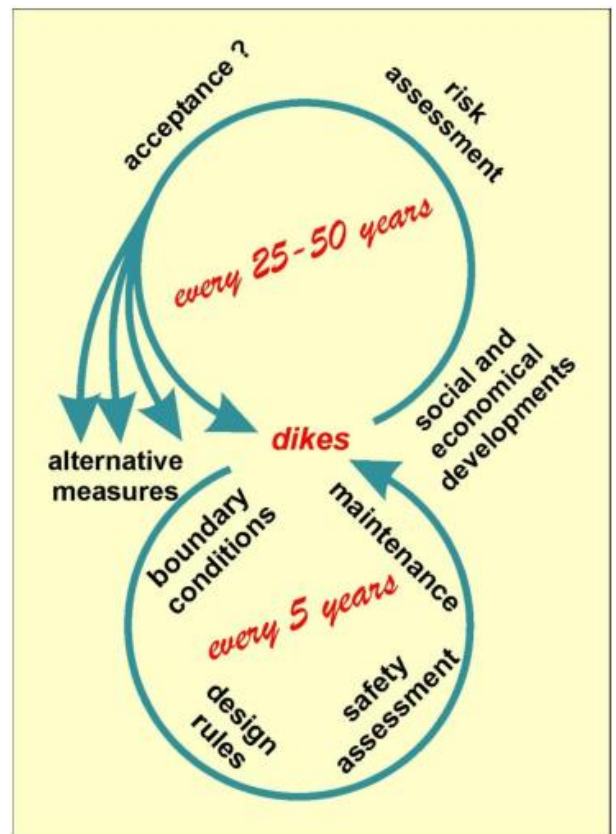 acceptance ?
risk
assessment
every 25-50 years
social and
economical
developments
dikes
alternative
measures
boundary
conditions
maintenance
every 5 years
design
rules
safety
assessment